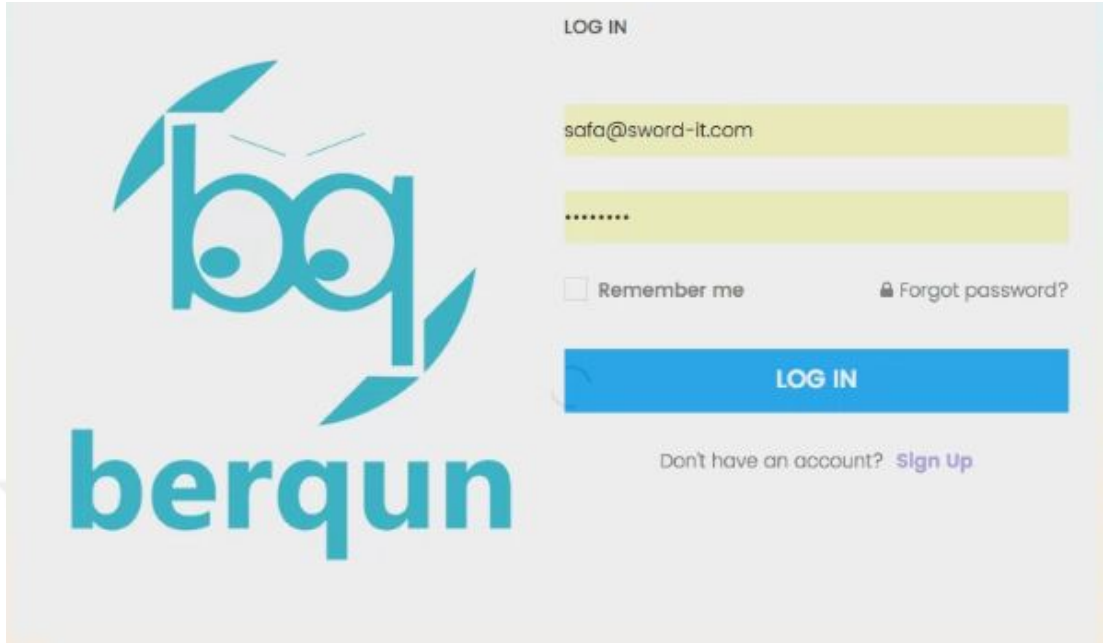 LOG IN
safa@sword-it.com
••••••••
Remember me
Forgot password?
LOG IN
Don't have an account? Sign Up
bq
berqun